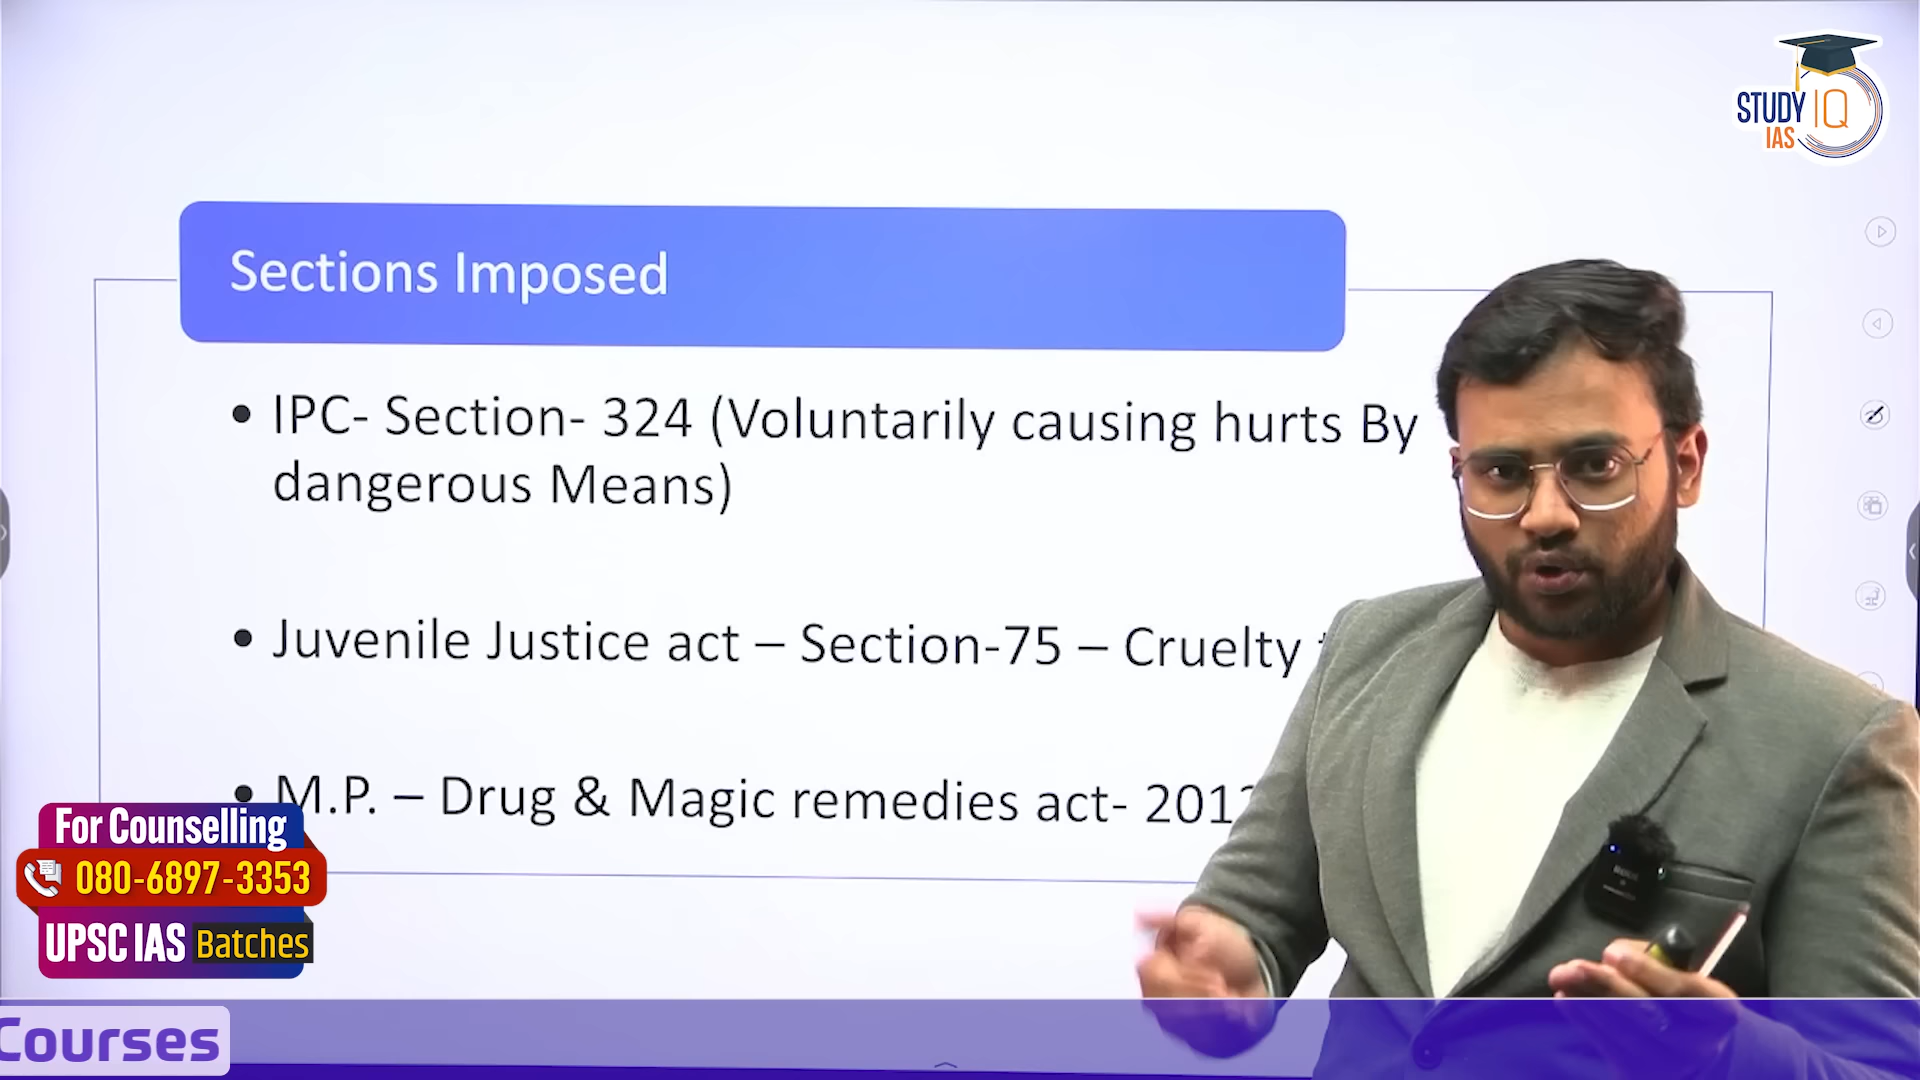 STUDY IQ
IAS
Sections Imposed
• IPC- Section- 324 (Voluntarily causing hurts By
dangerous Means)
• Juvenile Justice act – Section-75 – Cruelty
• M.P. – Drug & Magic remedies act-
For Counselling
080-6897-3353
UPSC IAS Batches
Courses